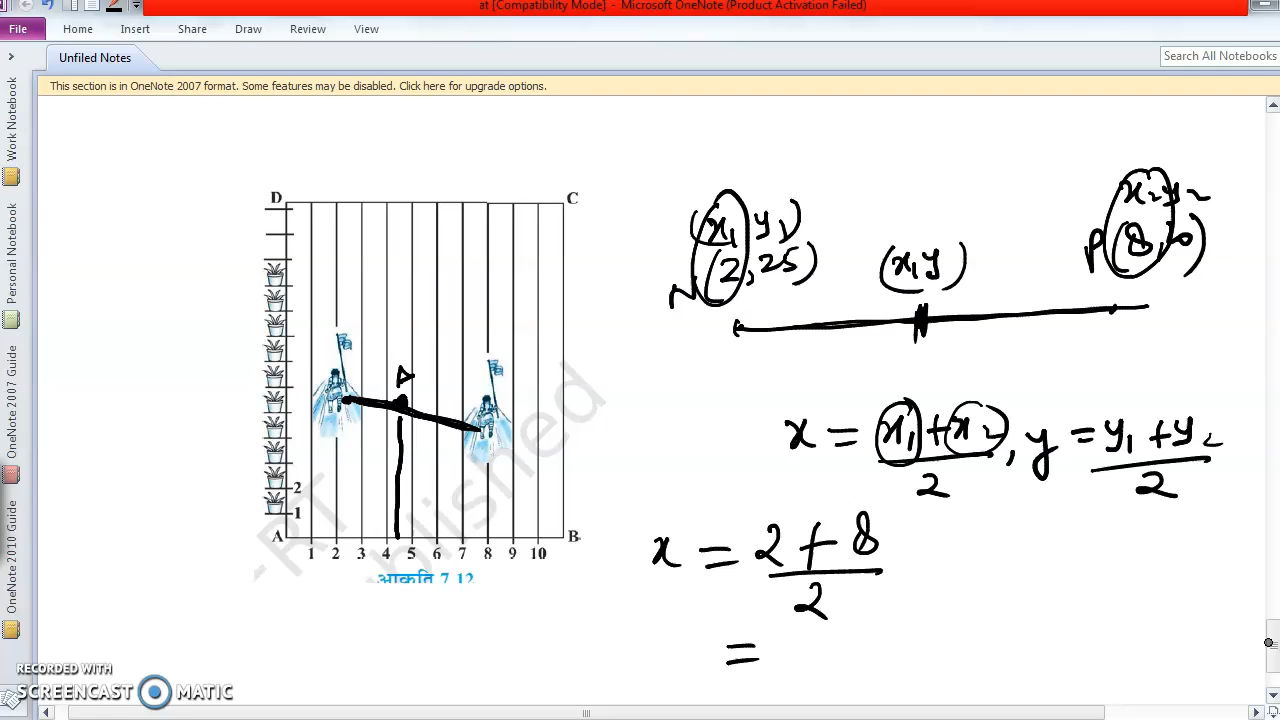 at [Compatibility Mode] - Microsoft OneNote (Product Activation Failed)
File Home Insert Share Draw Review View
Unfiled Notes
Search All Notebooks
This section is in OneNote 2007 format. Some features may be disabled. Click here for upgrade options.
Work Notebook
Personal Notebook
OneNote 2007 Guide
OneNote 2010 Guide
D C
2
1
A B
1 2 3 4 5 6 7 8 9 10
आकृति 7.12
published
(x₁ y₁)
N(2, 25)
(x, y)
x₂ y₂
P(8,
x = x₁ + x₂ / 2, y = y₁ + y₂ / 2
x = 2 + 8 / 2
=
RECORDED WITH
SCREENCAST MATIC